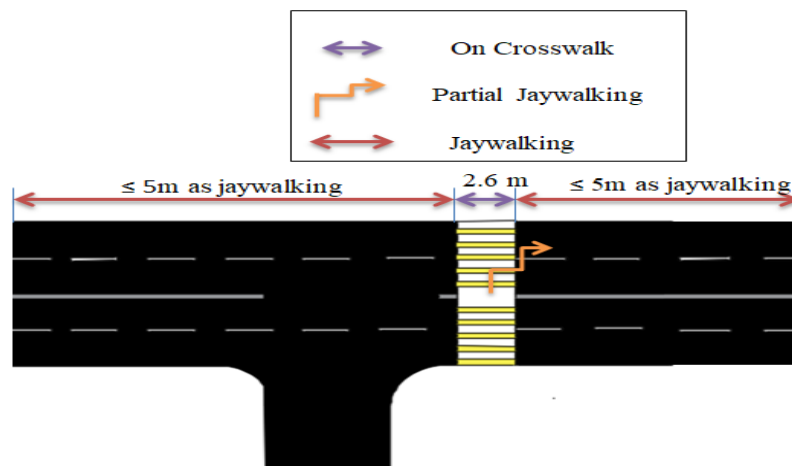 On Crosswalk
Partial Jaywalking
Jaywalking
≤ 5m as jaywalking
2.6 m
≤ 5m as jaywalking